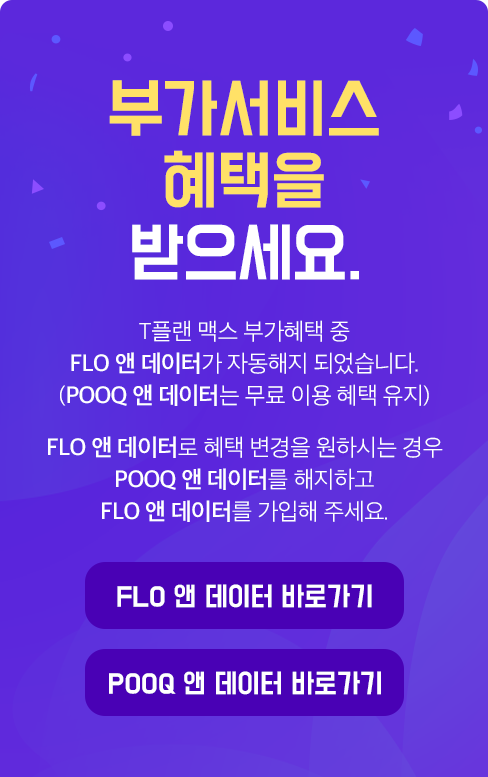 부가서비스
혜택을
받으세요.
T플랜 맥스 부가혜택 중
FLO 앤 데이터가 자동해지 되었습니다.
(POOQ 앤 데이터는 무료 이용 혜택 유지)
FLO 앤 데이터로 혜택 변경을 원하시는 경우
POOQ 앤 데이터를 해지하고
FLO 앤 데이터를 가입해 주세요.
FLO 앤 데이터 바로가기
POOQ 앤 데이터 바로가기